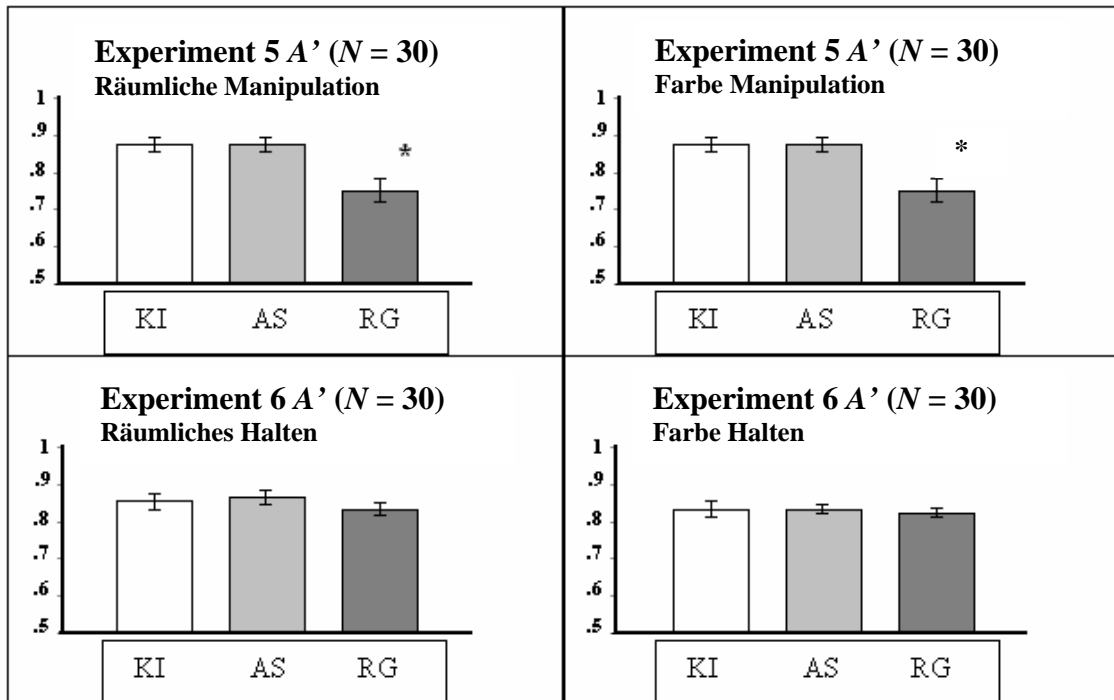 Experiment 5 A’ (N = 30)
Räumliche Manipulation
1
.9
.8
.7
.6
.5
*
KI AS RG
Experiment 5 A’ (N = 30)
Farbe Manipulation
1
.9
.8
.7
.6
.5
*
KI AS RG
Experiment 6 A’ (N = 30)
Räumliches Halten
1
.9
.8
.7
.6
.5
KI AS RG
Experiment 6 A’ (N = 30)
Farbe Halten
1
.9
.8
.7
.6
.5
KI AS RG